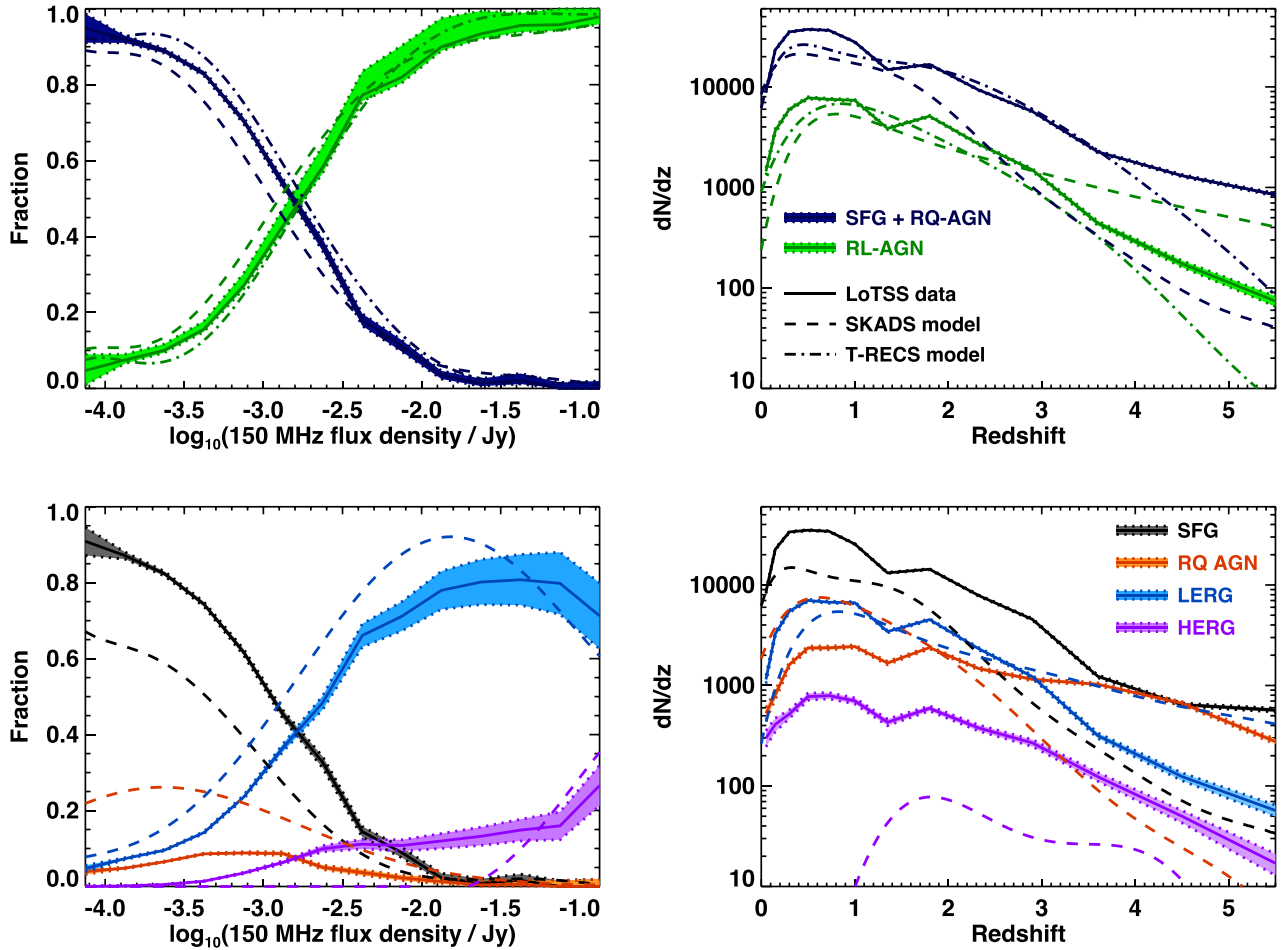 1.0
0.8
0.6
0.4
0.2
0.0
Fraction
-4.0 -3.5 -3.0 -2.5 -2.0 -1.5 -1.0
log10(150 MHz flux density / Jy)
10000
1000
100
10
dN/dz
SFG + RQ-AGN
RL-AGN
LoTSS data
SKADS model
T-RECS model
0 1 2 3 4 5
Redshift
1.0
0.8
0.6
0.4
0.2
0.0
Fraction
-4.0 -3.5 -3.0 -2.5 -2.0 -1.5 -1.0
log10(150 MHz flux density / Jy)
10000
1000
100
10
dN/dz
SFG
RQ AGN
LERG
HERG
0 1 2 3 4 5
Redshift